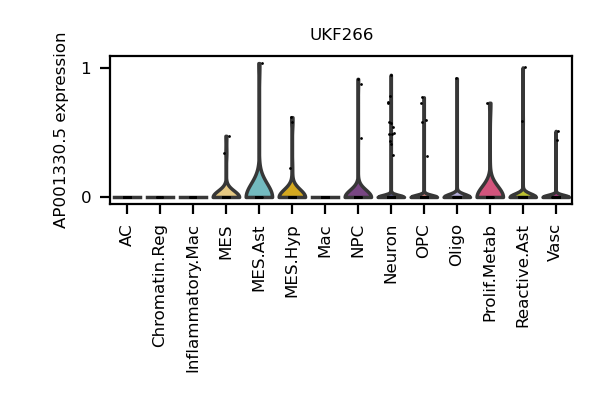 UKF266
AP001330.5 expression
1
0
AC
Chromatin.Reg
Inflammatory.Mac
MES
MES.Ast
MES.Hyp
Mac
NPC
Neuron
OPC
Oligo
Prolif.Metab
Reactive.Ast
Vasc